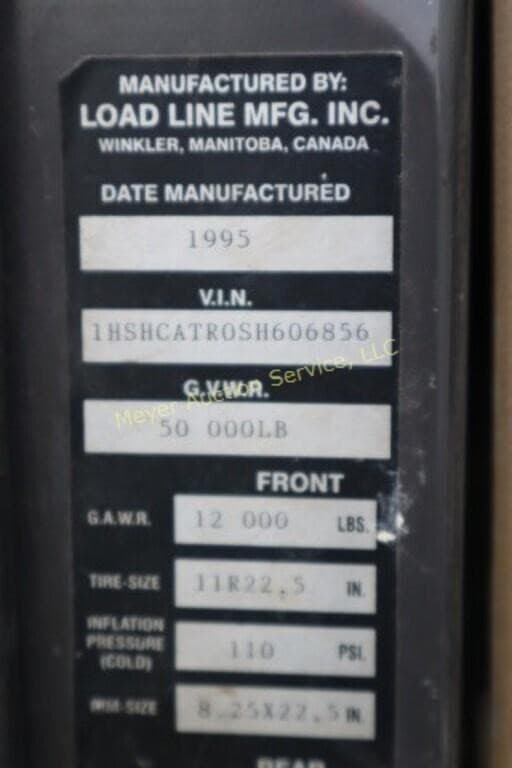 MANUFACTURED BY:
LOAD LINE MFG. INC.
WINKLER, MANITOBA, CANADA
DATE MANUFACTURED
1995
V.I.N.
1HSHCATR0SH606856
Meyer Auction Service, LLC
G.V.W.R.
50 000LB
FRONT
G.A.W.R. 12 000 LBS.
TIRE-SIZE 11R22.5 IN.
INFLATION
PRESSURE 110 PSI.
(COLD)
RIM-SIZE 8.25X22.5 IN.
REAR